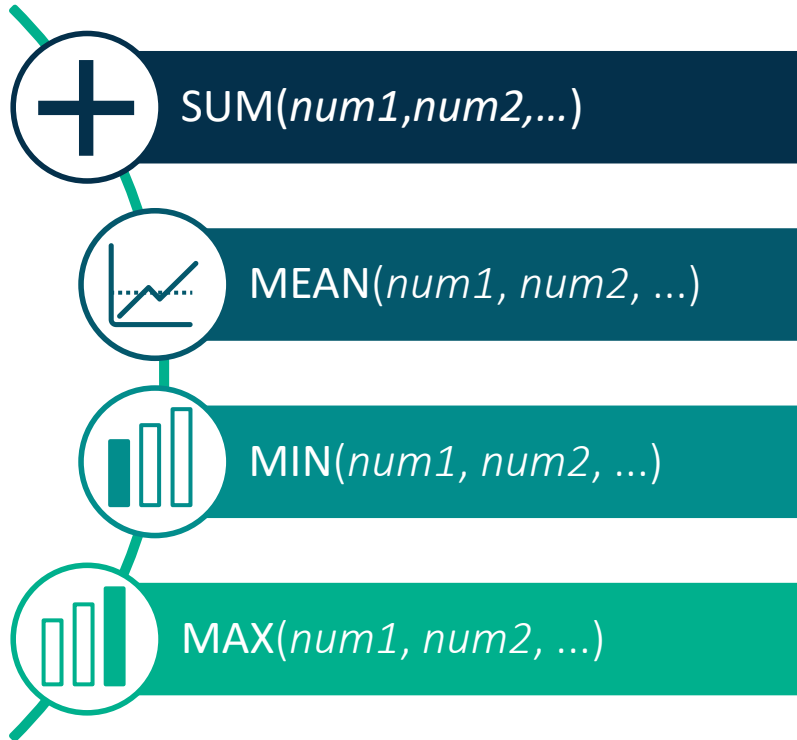 SUM(num1,num2,…)
MEAN(num1, num2, ...)
MIN(num1, num2, ...)
MAX(num1, num2, ...)